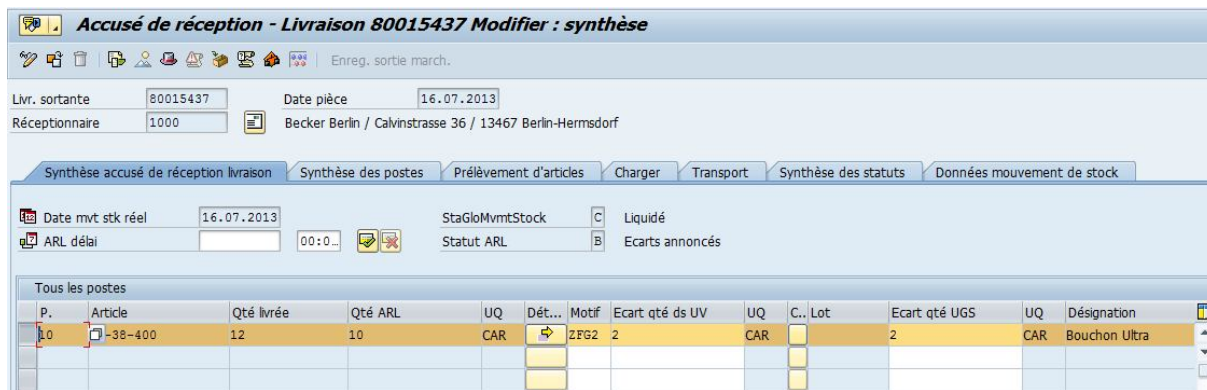 Accusé de réception - Livraison 80015437 Modifier : synthèse
Enreg. sortie march.
Livr. sortante 80015437 Date pièce 16.07.2013
Réceptionnaire 1000 Becker Berlin / Calvinstrasse 36 / 13467 Berlin-Hermsdorf
Synthèse accusé de réception livraison Synthèse des postes Prélèvement d'articles Charger Transport Synthèse des statuts Données mouvement de stock
Date mvt stk réel 16.07.2013 StaGloMvmtStock C Liquidé
ARL délai 00:0... Statut ARL B Ecarts annoncés
Tous les postes
P. Article Qté livrée Qté ARL UQ Dét... Motif Ecart qté ds UV UQ C.. Lot Ecart qté UGS UQ Désignation
10 -38-400 12 10 CAR ZFG2 2 CAR 2 CAR Bouchon Ultra